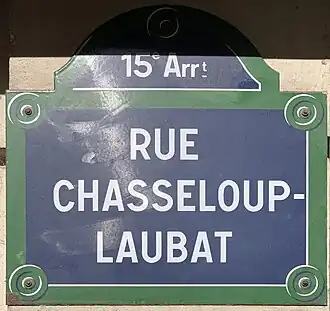 15e Arrt
RUE
CHASSELOUP-
LAUBAT